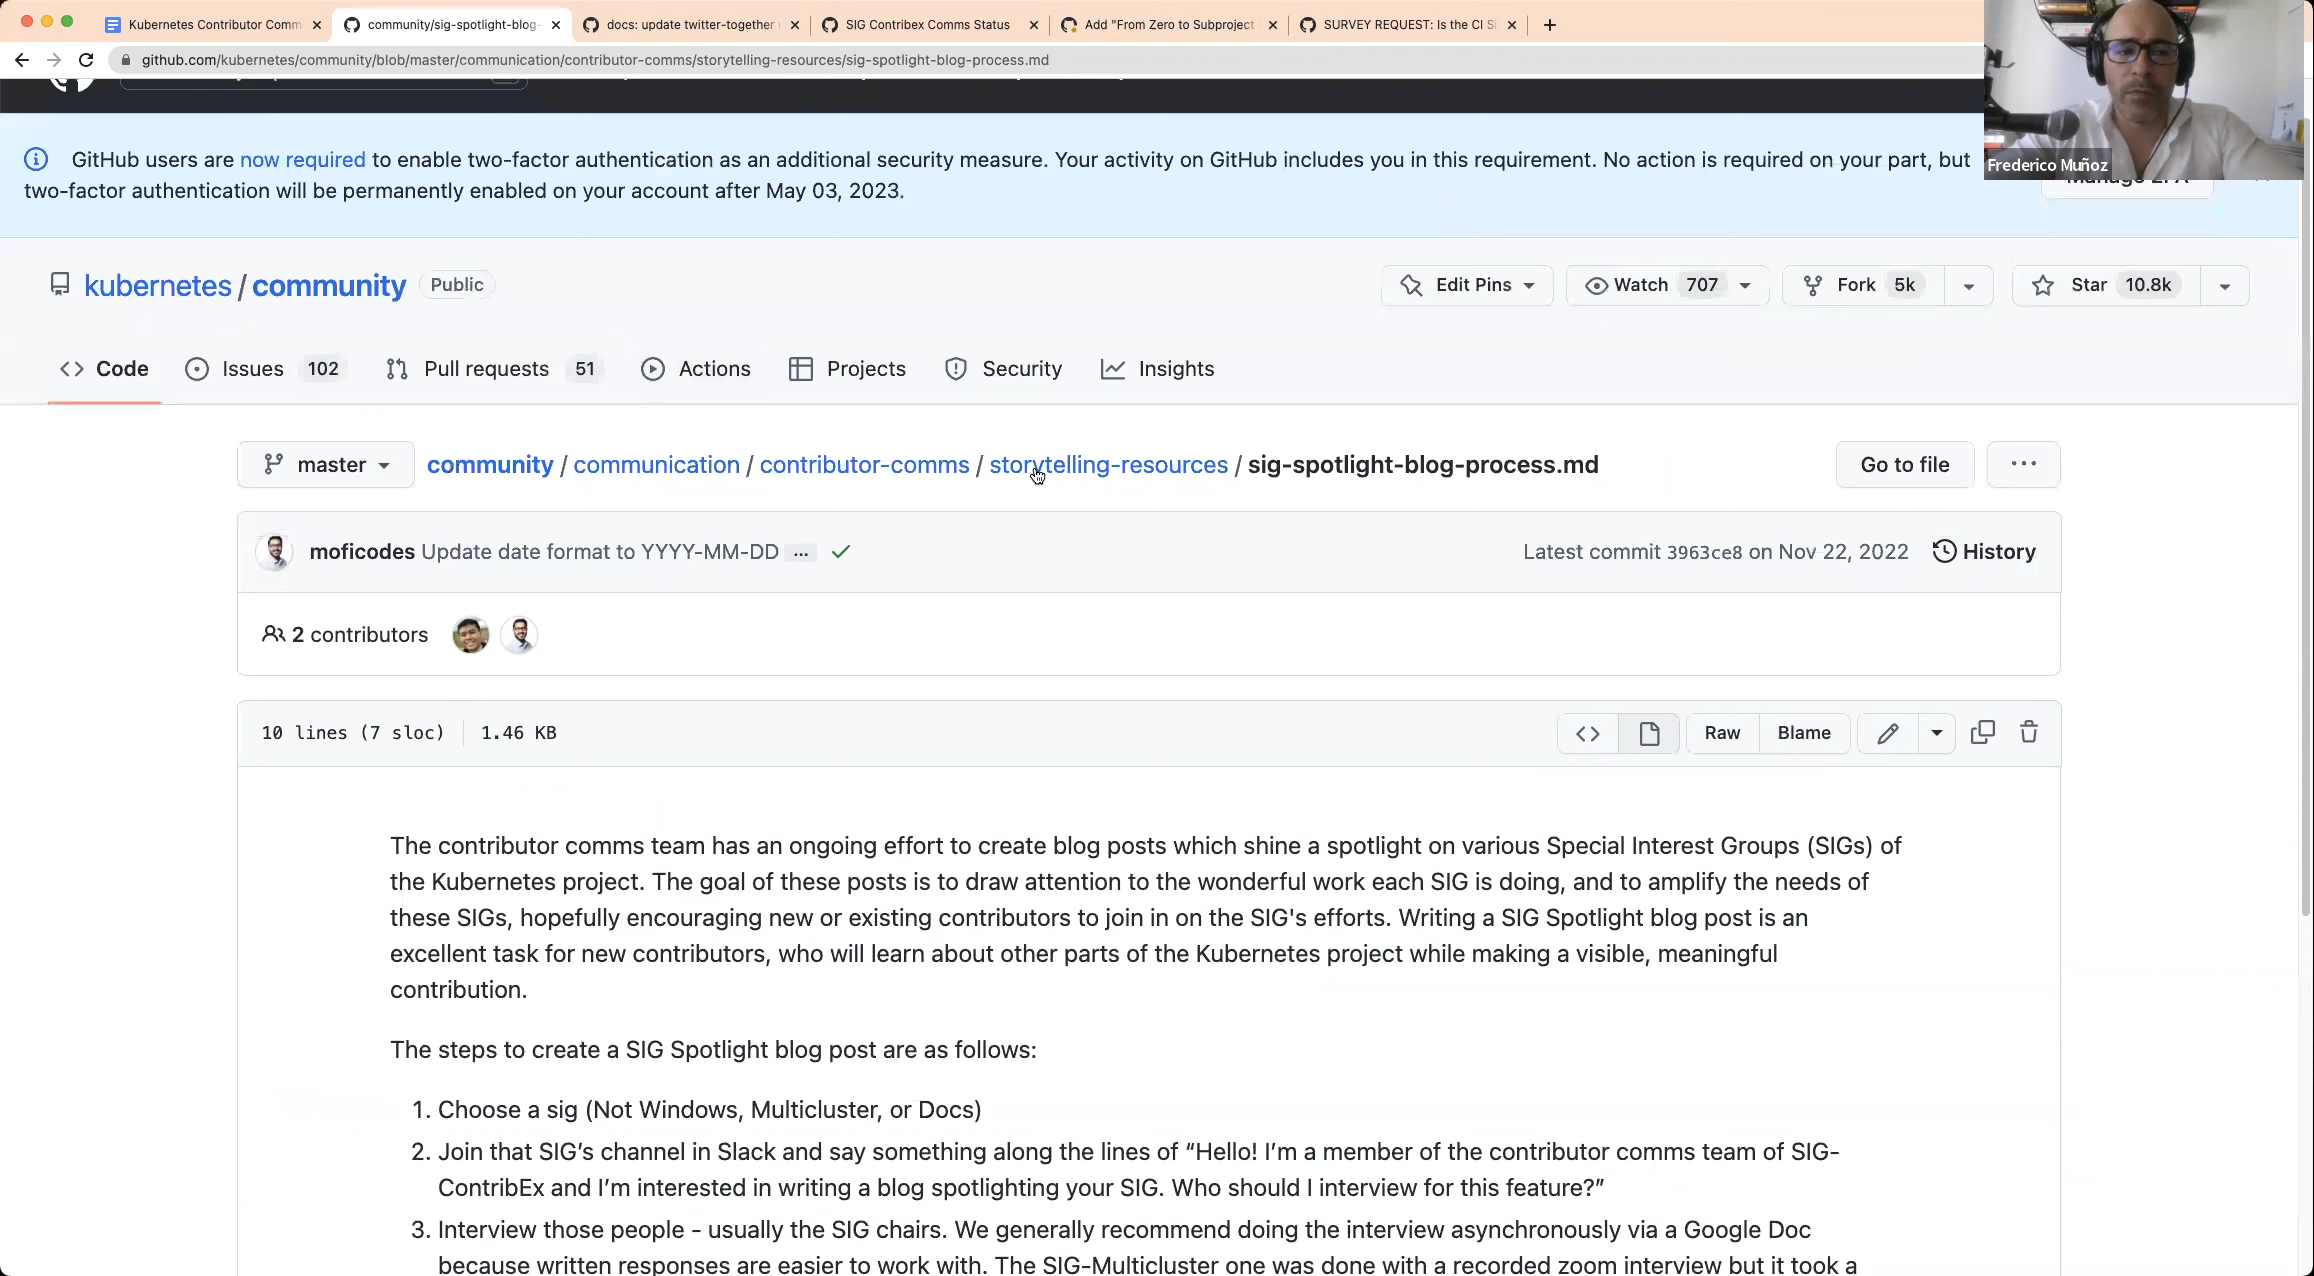 Kubernetes Contributor Comm
community/sig-spotlight-blog-
docs: update twitter-together
SIG Contribex Comms Status
Add "From Zero to Subproject
SURVEY REQUEST: Is the CI Si
github.com/kubernetes/community/blob/master/communication/contributor-comms/storytelling-resources/sig-spotlight-blog-process.md
GitHub users are now required to enable two-factor authentication as an additional security measure. Your activity on GitHub includes you in this requirement. No action is required on your part, but
two-factor authentication will be permanently enabled on your account after May 03, 2023.
Frederico Muñoz
kubernetes / community Public
Edit Pins Watch 707 Fork 5k Star 10.8k
Code Issues 102 Pull requests 51 Actions Projects Security Insights
master community / communication / contributor-comms / storytelling-resources / sig-spotlight-blog-process.md Go to file ...
moficodes Update date format to YYYY-MM-DD ... Latest commit 3963ce8 on Nov 22, 2022 History
2 contributors
10 lines (7 sloc) 1.46 KB Raw Blame
The contributor comms team has an ongoing effort to create blog posts which shine a spotlight on various Special Interest Groups (SIGs) of
the Kubernetes project. The goal of these posts is to draw attention to the wonderful work each SIG is doing, and to amplify the needs of
these SIGs, hopefully encouraging new or existing contributors to join in on the SIG's efforts. Writing a SIG Spotlight blog post is an
excellent task for new contributors, who will learn about other parts of the Kubernetes project while making a visible, meaningful
contribution.
The steps to create a SIG Spotlight blog post are as follows:
1. Choose a sig (Not Windows, Multicluster, or Docs)
2. Join that SIG’s channel in Slack and say something along the lines of “Hello! I’m a member of the contributor comms team of SIG-
ContribEx and I’m interested in writing a blog spotlighting your SIG. Who should I interview for this feature?”
3. Interview those people - usually the SIG chairs. We generally recommend doing the interview asynchronously via a Google Doc
because written responses are easier to work with. The SIG-Multicluster one was done with a recorded zoom interview but it took a